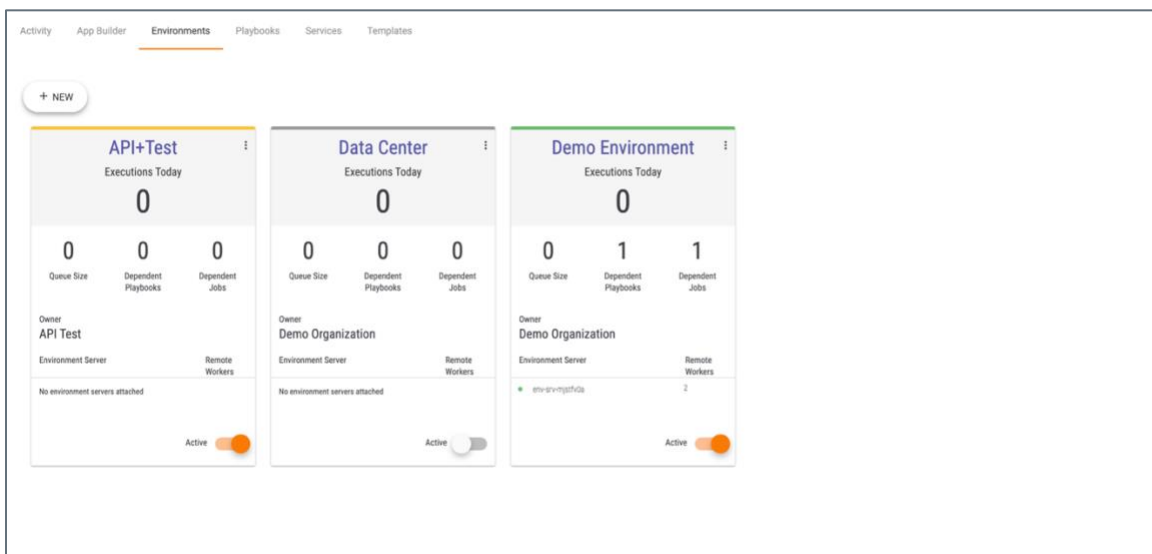 Activity App Builder Environments Playbooks Services Templates
+ NEW
API+Test
Executions Today
0
0 0 0
Queue Size Dependent Playbooks Dependent Jobs
Owner
API Test
Environment Server Remote Workers
No environment servers attached
Active
Data Center
Executions Today
0
0 0 0
Queue Size Dependent Playbooks Dependent Jobs
Owner
Demo Organization
Environment Server Remote Workers
No environment servers attached
Active
Demo Environment
Executions Today
0
0 1 1
Queue Size Dependent Playbooks Dependent Jobs
Owner
Demo Organization
Environment Server Remote Workers
2
Active